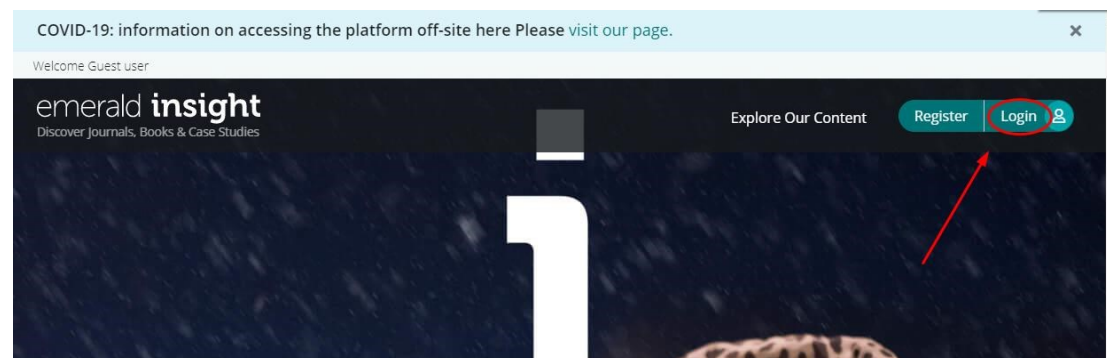 COVID-19: information on accessing the platform off-site here Please visit our page.
×
Welcome Guest user
emerald insight
Discover Journals, Books & Case Studies
Explore Our Content
Register
Login
i